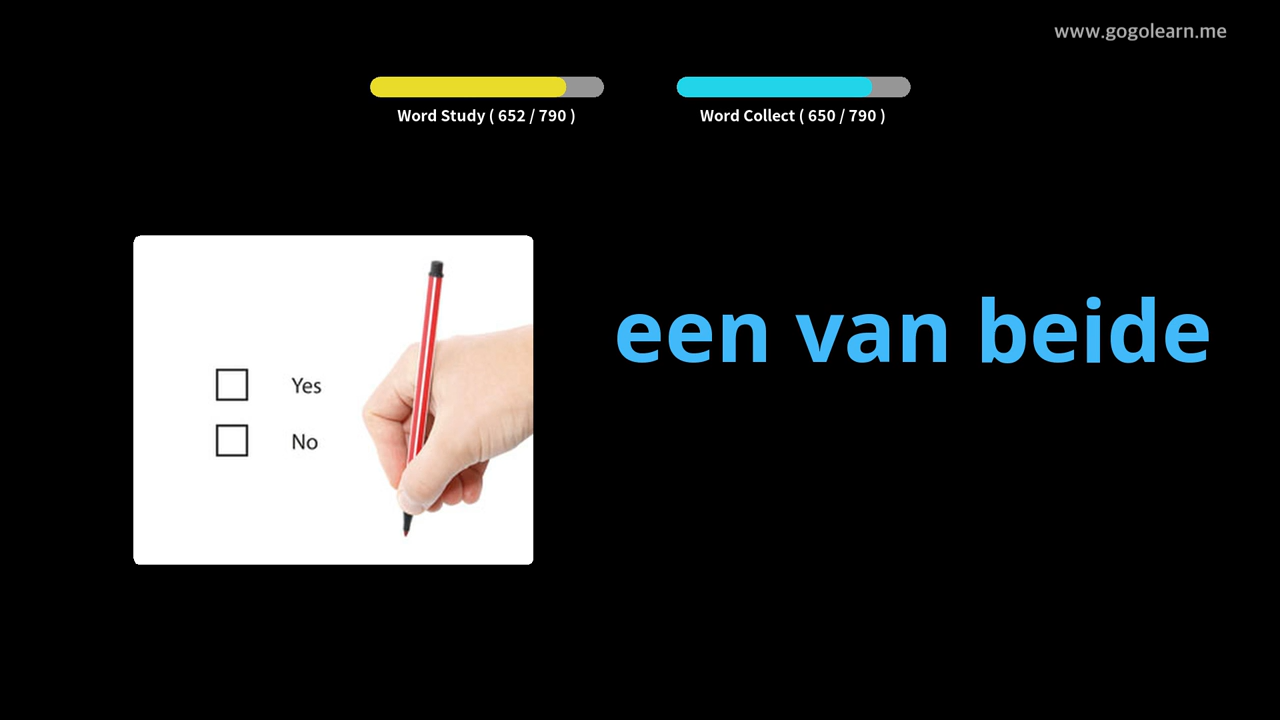 www.gogolearn.me
Word Study ( 652 / 790 )
Word Collect ( 650 / 790 )
een van beide
Yes
No